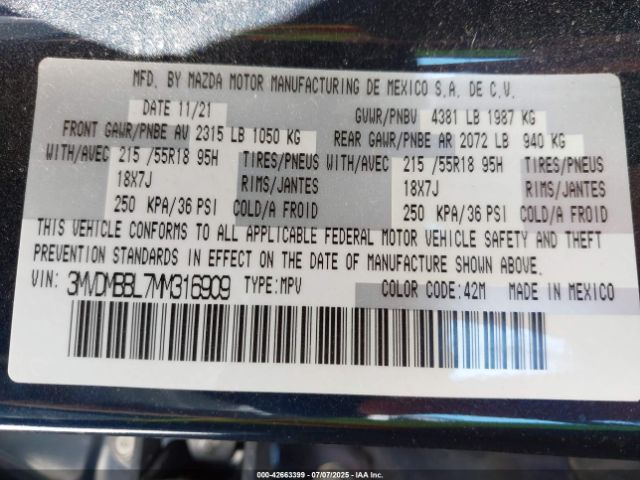 MFD. BY MAZDA MOTOR MANUFACTURING DE MEXICO S.A. DE C.V.
DATE 11/21 GVWR/PNBV 4381 LB 1987 KG
FRONT GAWR/PNBE AV 2315 LB 1050 KG REAR GAWR/PNBE AR 2072 LB 940 KG
WITH/AVEC 215 /55R18 95H TIRES/PNEUS WITH/AVEC 215 /55R18 95H TIRES/PNEUS
18X7J RIMS/JANTES 18X7J RIMS/JANTES
250 KPA/36 PSI COLD/A FROID 250 KPA/36 PSI COLD/A FROID
THIS VEHICLE CONFORMS TO ALL APPLICABLE FEDERAL MOTOR VEHICLE SAFETY AND THEFT
PREVENTION STANDARDS IN EFFECT ON THE DATE OF MANUFACTURE SHOWN ABOVE.
VIN: 3MVDMBBL7MM316909 TYPE:MPV COLOR CODE:42M MADE IN MEXICO
000-42663399 (07/07/2025) - IAAI.COM